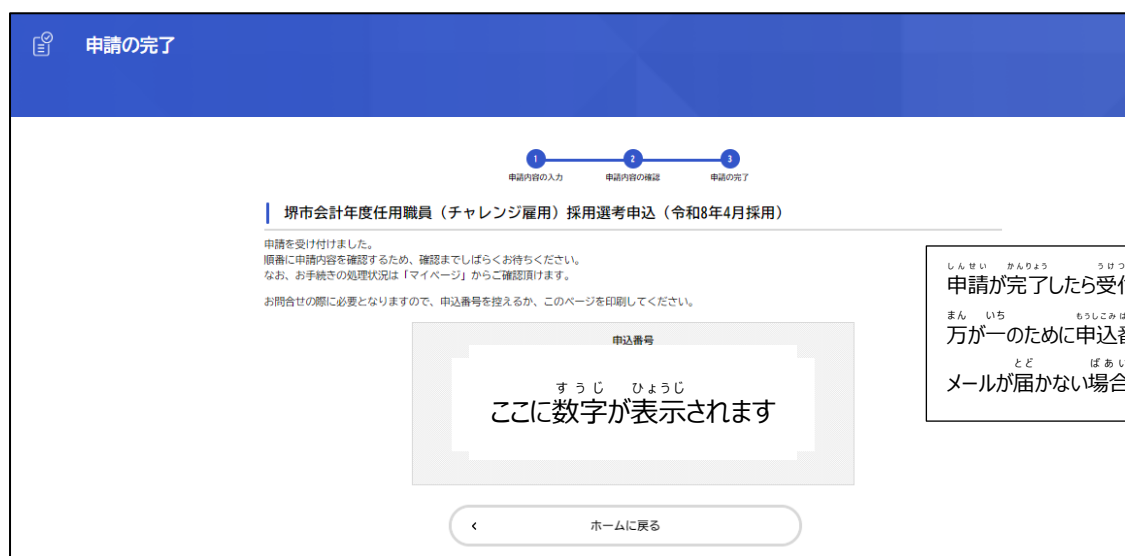 申請の完了
1 2 3
申請内容の入力 申請内容の確認 申請の完了
堺市会計年度任用職員(チャレンジ雇用)採用選考申込(令和8年4月採用)
申請を受け付けました。
順番に申請内容を確認するため、確認までしばらくお待ちください。
なお、お手続きの処理状況は「マイページ」からご確認頂けます。
お問合せの際に必要となりますので、申込番号を控えるか、このページを印刷してください。
申込番号
すうじ ひょうじ
ここに数字が表示されます
ホームに戻る
しんせい かんりょう うけつ
申請が完了したら受付
まん いち もうしこみ
万が一のために申込番
とど ばあい
メールが届かない場合